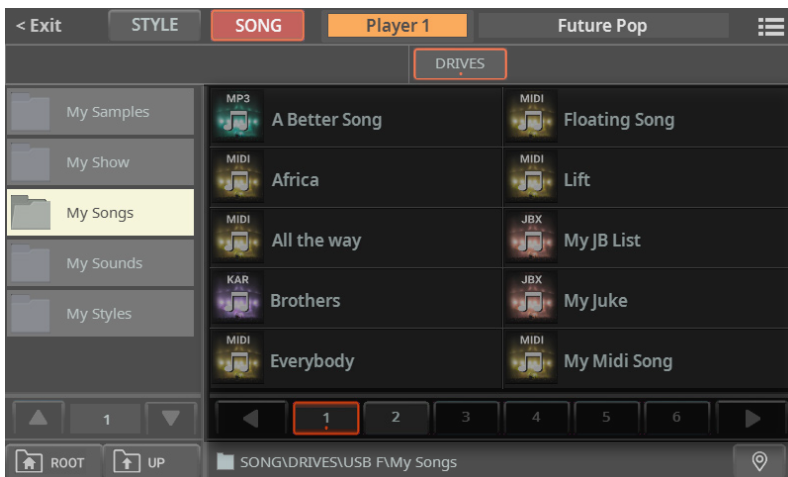 < Exit STYLE SONG Player 1 Future Pop
DRIVES
My Samples
My Show
My Songs
My Sounds
My Styles
1
MP3 A Better Song
MIDI Africa
MIDI All the way
KAR Brothers
MIDI Everybody
MIDI Floating Song
MIDI Lift
JBX My JB List
JBX My Juke
MIDI My Midi Song
1 2 3 4 5 6
ROOT UP SONG\DRIVES\USB F\My Songs